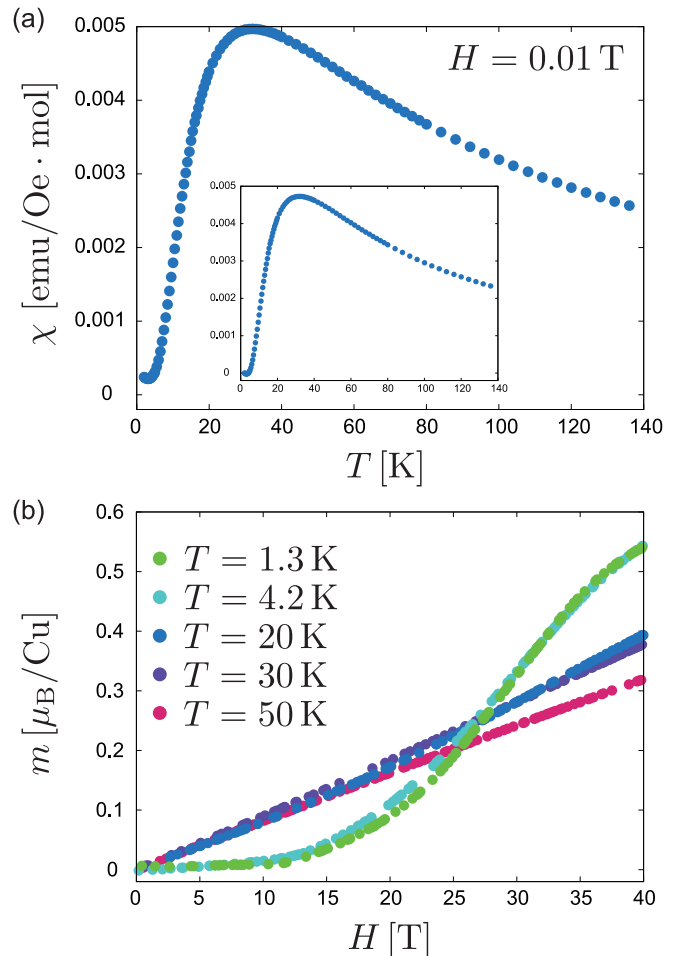 (a)
0.005
0.004
0.003
0.002
0.001
0
χ [emu/Oe · mol]
H = 0.01 T
0.005
0.004
0.003
0.002
0.001
0
0 20 40 60 80 100 120 140
0 20 40 60 80 100 120 140
T [K]
(b)
0.6
0.5
0.4
0.3
0.2
0.1
0
m [μB/Cu]
T = 1.3 K
T = 4.2 K
T = 20 K
T = 30 K
T = 50 K
0 5 10 15 20 25 30 35 40
H [T]